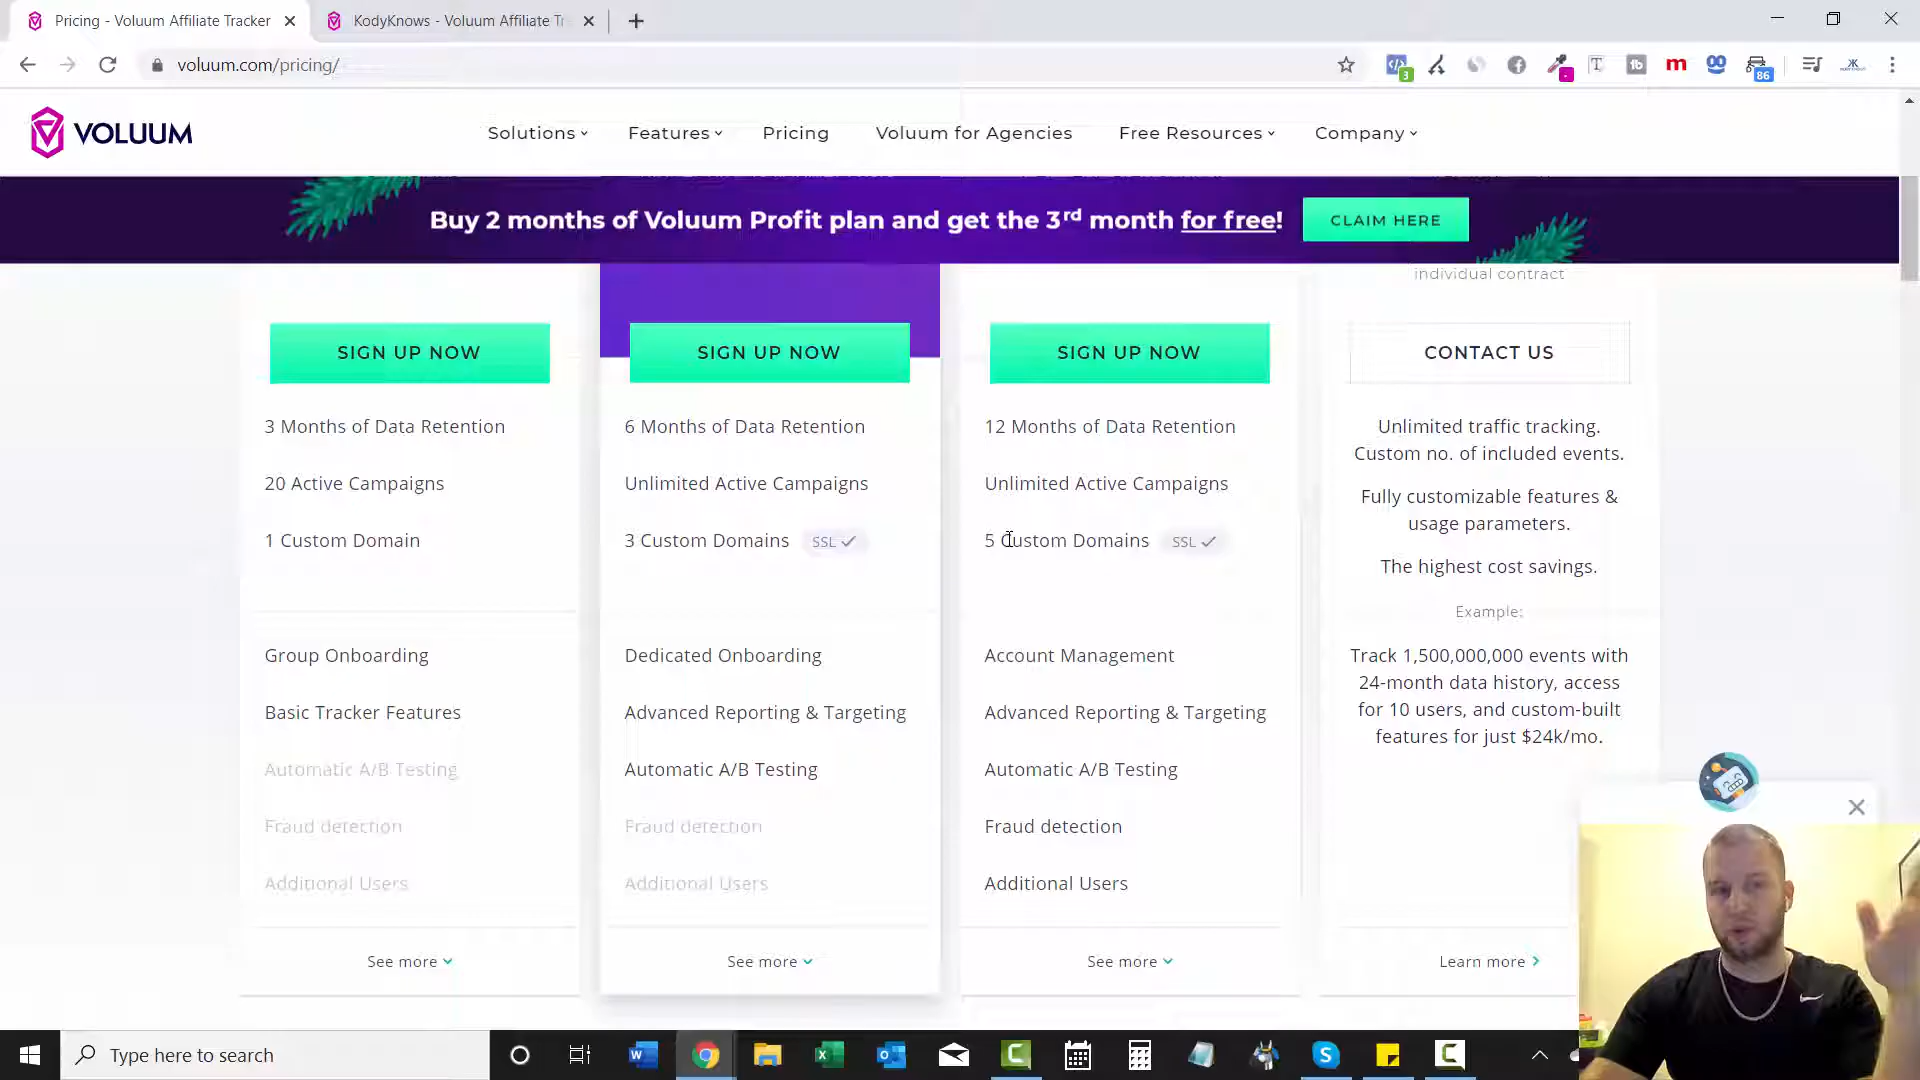 Pricing - Voluum Affiliate Tracker
KodyKnows - Voluum Affiliate Tr
voluum.com/pricing/
3
86
VOLUUM
Solutions
Features
Pricing
Voluum for Agencies
Free Resources
Company
Buy 2 months of Voluum Profit plan and get the 3rd month for free!
CLAIM HERE
individual contract
SIGN UP NOW
SIGN UP NOW
SIGN UP NOW
CONTACT US
3 Months of Data Retention
20 Active Campaigns
1 Custom Domain
Group Onboarding
Basic Tracker Features
Automatic A/B Testing
Fraud detection
Additional Users
See more
6 Months of Data Retention
Unlimited Active Campaigns
3 Custom Domains SSL
Dedicated Onboarding
Advanced Reporting & Targeting
Automatic A/B Testing
Fraud detection
Additional Users
See more
12 Months of Data Retention
Unlimited Active Campaigns
5 Custom Domains SSL
Account Management
Advanced Reporting & Targeting
Automatic A/B Testing
Fraud detection
Additional Users
See more
Unlimited traffic tracking.
Custom no. of included events.
Fully customizable features &
usage parameters.
The highest cost savings.
Example:
Track 1,500,000,000 events with
24-month data history, access
for 10 users, and custom-built
features for just $24k/mo.
Learn more
Type here to search